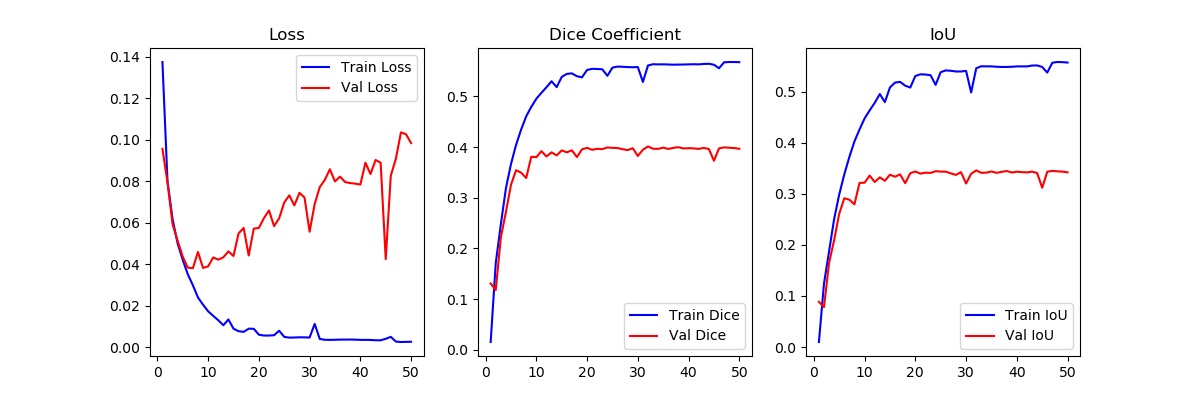 Loss
0.14
0.12
0.10
0.08
0.06
0.04
0.02
0.00
0 10 20 30 40 50
Train Loss
Val Loss
Dice Coefficient
0.5
0.4
0.3
0.2
0.1
0.0
0 10 20 30 40 50
Train Dice
Val Dice
IoU
0.5
0.4
0.3
0.2
0.1
0.0
0 10 20 30 40 50
Train IoU
Val IoU